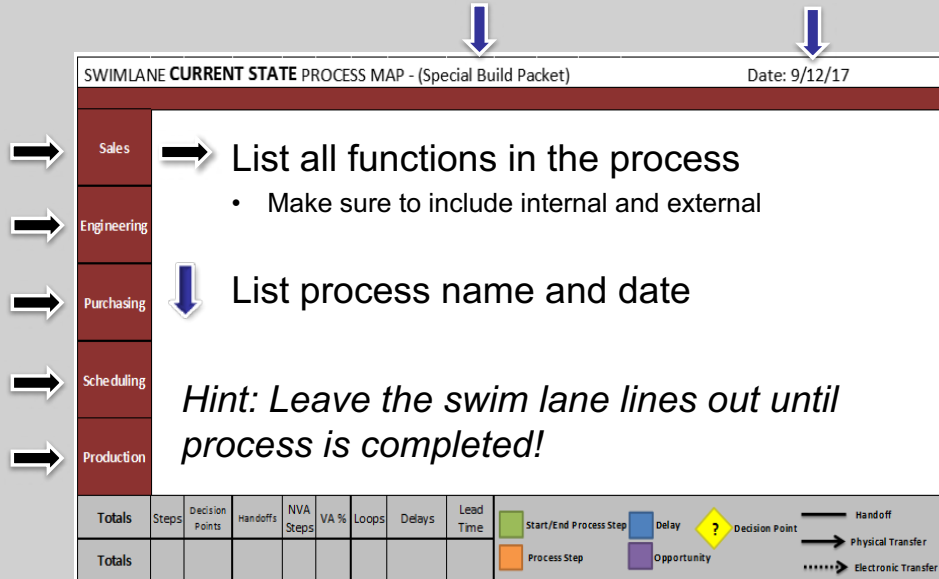 SWIMLANE CURRENT STATE PROCESS MAP - (Special Build Packet) Date: 9/12/17
Sales
List all functions in the process
• Make sure to include internal and external
Engineering
List process name and date
Purchasing
Scheduling
Hint: Leave the swim lane lines out until
process is completed!
Production
Totals Steps Decision Points Handoffs NVA Steps VA % Loops Delays Lead Time
Totals
Start/End Process Step Delay ? Decision Point Handoff
Physical Transfer
Process Step Opportunity
Electronic Transfer